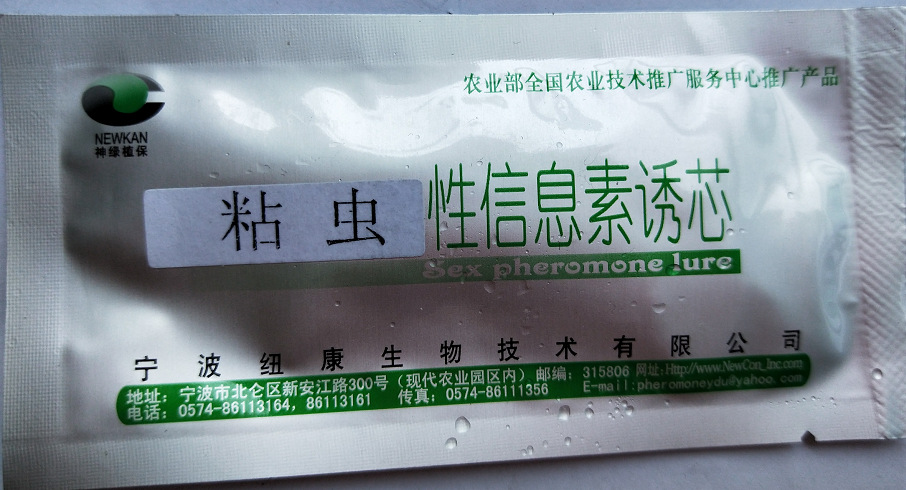 农业部全国农业技术推广服务中心推广产品
NEWKAN
神绿植保
粘虫 性信息素诱芯
Sex pheromone lure
宁波纽康生物技术有限公司
地址：宁波市北仑区新安江路300号（现代农业园区内）邮编：315806 网址：Http://www.NewCon_Inc.com
电话：0574-86113164，86113161 传真：0574-86111356 E-mail:pheromoneydu@yahoo.com